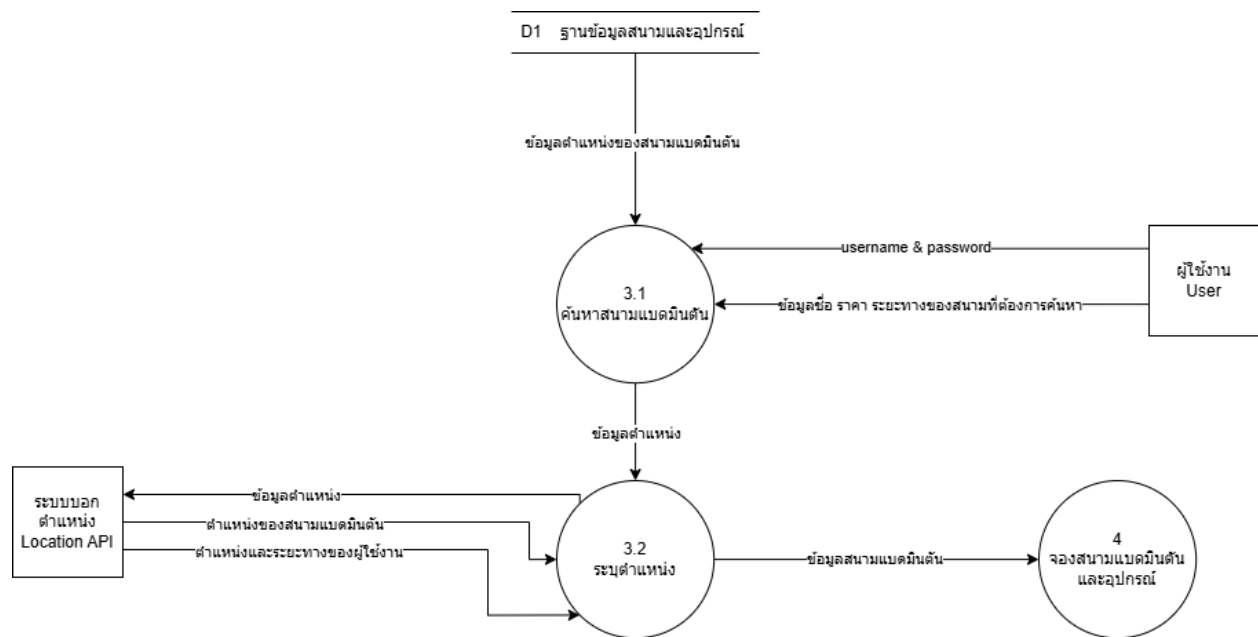 D1 ฐานข้อมูลสนามและอุปกรณ์
ข้อมูลตำแหน่งของสนามแบดมินตัน
username & password
ผู้ใช้งาน
User
3.1
ค้นหาสนามแบดมินตัน
ข้อมูลชื่อ ราคา ระยะทางของสนามที่ต้องการค้นหา
ข้อมูลตำแหน่ง
ระบบบอก
ตำแหน่ง
Location API
ข้อมูลตำแหน่ง
ตำแหน่งของสนามแบดมินตัน
ตำแหน่งและระยะทางของผู้ใช้งาน
3.2
ระบุตำแหน่ง
ข้อมูลสนามแบดมินตัน
4
จองสนามแบดมินตัน
และอุปกรณ์